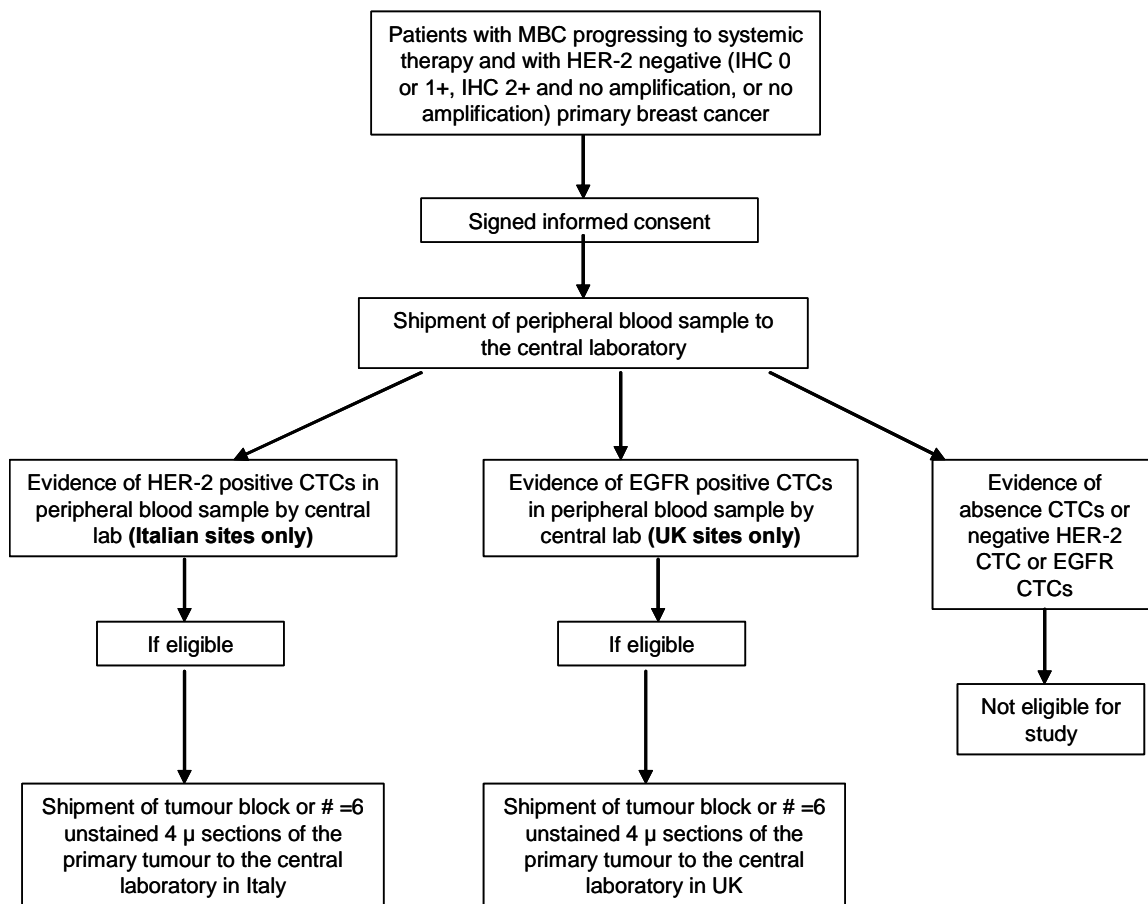 Patients with MBC progressing to systemic
therapy and with HER-2 negative (IHC 0
or 1+, IHC 2+ and no amplification, or no
amplification) primary breast cancer
Signed informed consent
Shipment of peripheral blood sample to
the central laboratory
Evidence of HER-2 positive CTCs in
peripheral blood sample by central
lab (Italian sites only)
Evidence of EGFR positive CTCs
in peripheral blood sample by
central lab (UK sites only)
Evidence of
absence CTCs or
negative HER-2
CTC or EGFR
CTCs
If eligible
If eligible
Not eligible for
study
Shipment of tumour block or # =6
unstained 4 μ sections of the
primary tumour to the central
laboratory in Italy
Shipment of tumour block or # =6
unstained 4 μ sections of the
primary tumour to the central
laboratory in UK